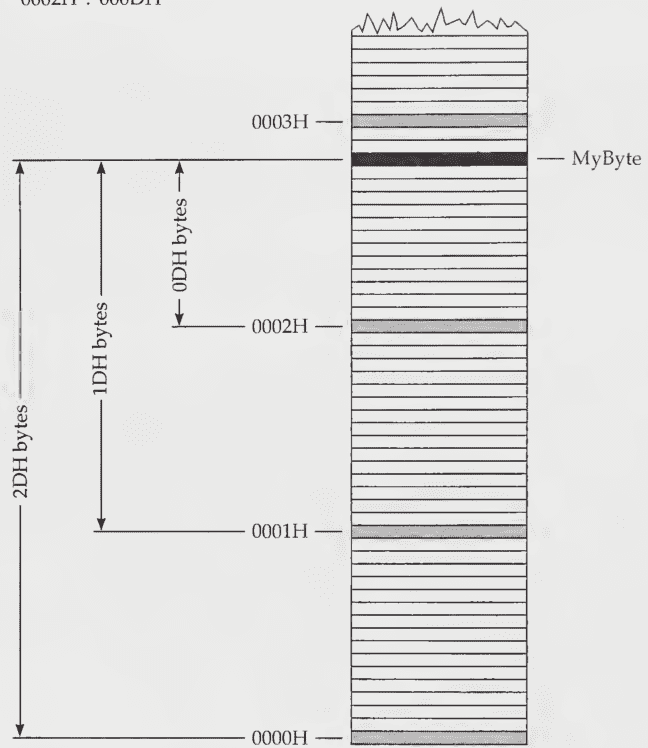 0002H : 000DH
0003H
MyByte
0DH bytes
0002H
1DH bytes
2DH bytes
0001H
0000H